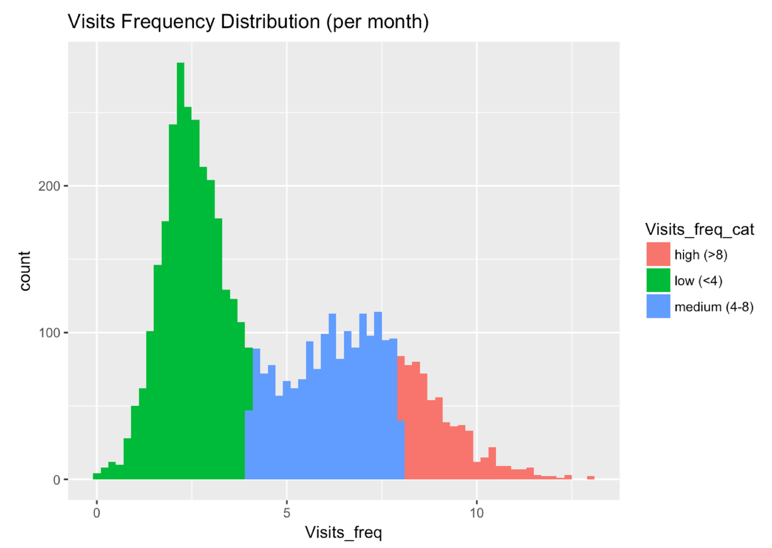 Visits Frequency Distribution (per month)
count
200
100
0
0 5 10
Visits_freq
Visits_freq_cat
high (>8)
low (<4)
medium (4-8)